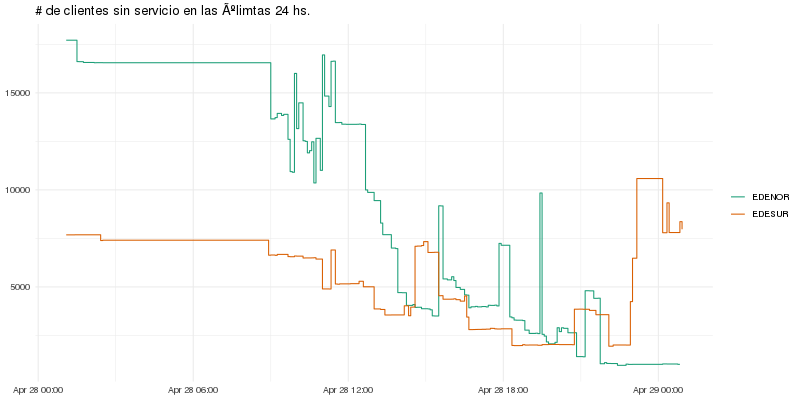 # de clientes sin servicio en las Ãºlimtas 24 hs.
15000
10000
5000
EDENOR
EDESUR
Apr 28 00:00 Apr 28 06:00 Apr 28 12:00 Apr 28 18:00 Apr 29 00:00